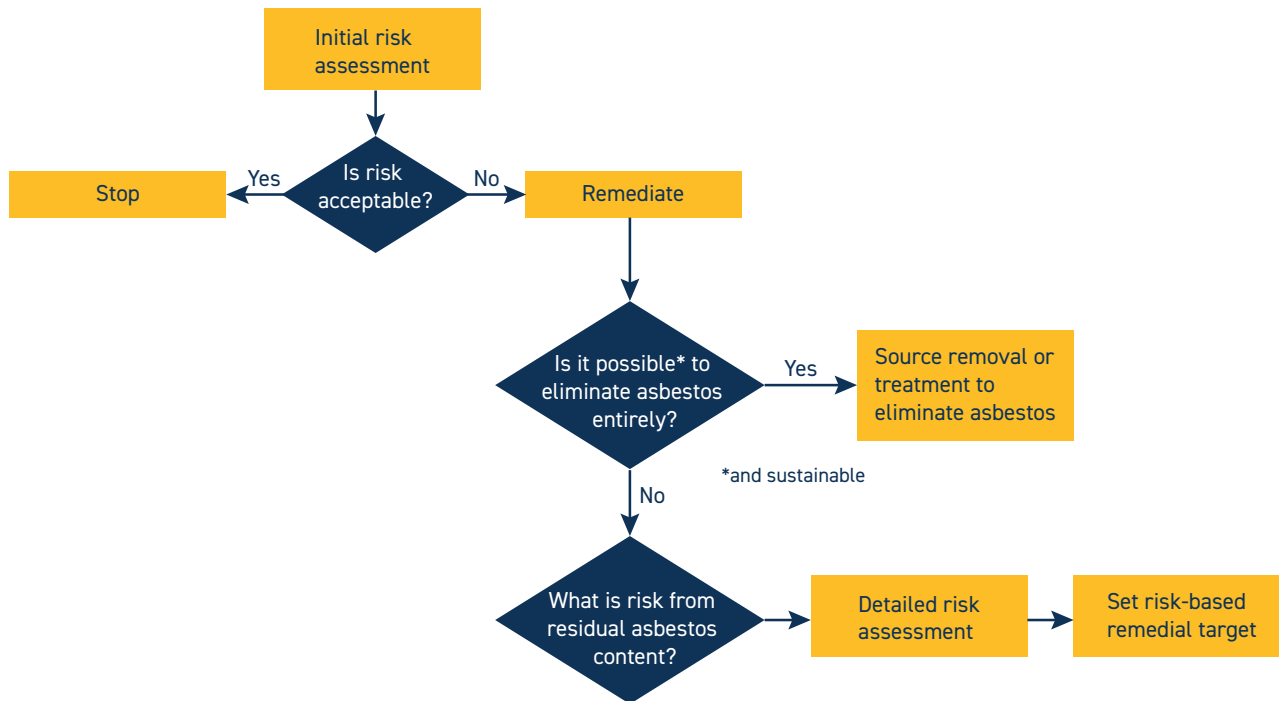 Initial risk
assessment
Is risk
acceptable?
Yes
No
Stop
Remediate
Is it possible* to
eliminate asbestos
entirely?
Yes
Source removal or
treatment to
eliminate asbestos
*and sustainable
No
What is risk from
residual asbestos
content?
Detailed risk
assessment
Set risk-based
remedial target